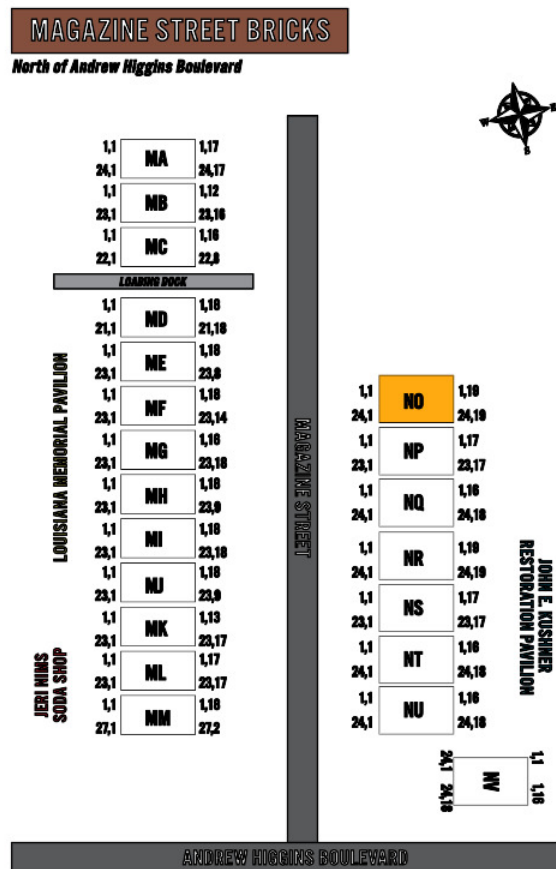 MAGAZINE STREET BRICKS
North of Andrew Higgins Boulevard
N
W
S
1,1 MA 1,17
24,1 24,17
1,1 MB 1,12
23,1 23,16
1,1 MC 1,16
22,1 22,8
LOADING DOCK
1,1 MD 1,18
21,1 21,18
1,1 ME 1,18
23,1 23,8
1,1 MF 1,18
23,1 23,14
1,1 MG 1,16
23,1 23,18
1,1 MH 1,18
23,1 23,9
1,1 MI 1,18
23,1 23,18
1,1 MJ 1,18
23,1 23,9
1,1 MK 1,13
23,1 23,17
1,1 ML 1,17
23,1 23,17
1,1 MM 1,18
27,1 27,2
LOUISIANA MEMORIAL PAVILION
JERI NIMS
SODA SHOP
MAGAZINE STREET
1,1 NO 1,19
24,1 24,19
1,1 NP 1,17
23,1 23,17
1,1 NQ 1,16
24,1 24,18
1,1 NR 1,19
24,1 24,19
1,1 NS 1,17
23,1 23,17
1,1 NT 1,16
24,1 24,18
1,1 NU 1,16
24,1 24,18
JOHN E. KUSHNER
RESTORATION PAVILION
1,1 NV 1,16
24,1 24,18
ANDREW HIGGINS BOULEVARD